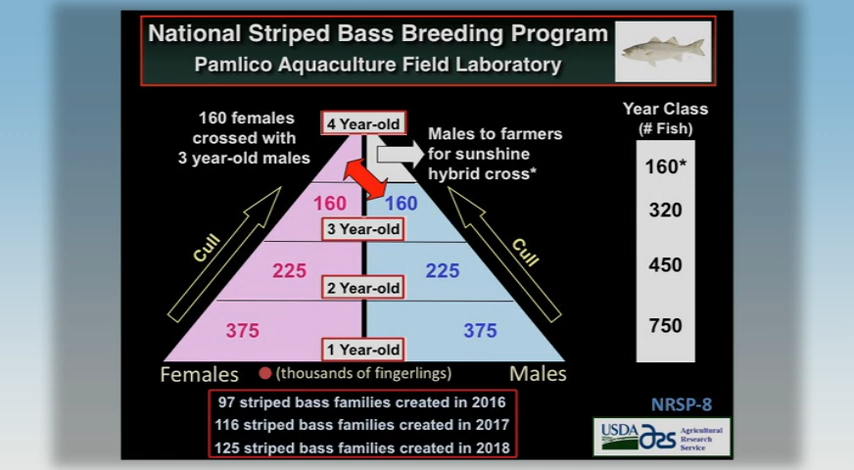 National Striped Bass Breeding Program
Pamlico Aquaculture Field Laboratory
160 females
crossed with
3 year-old males
4 Year-old
Males to farmers
for sunshine
hybrid cross*
Year Class
(# Fish)
160*
160
160
320
3 Year-old
Cull
Cull
225
225
450
2 Year-old
375
375
750
1 Year-old
Females
(thousands of fingerlings)
Males
97 striped bass families created in 2016
116 striped bass families created in 2017
125 striped bass families created in 2018
NRSP-8
USDA
ars
Agricultural
Research
Service